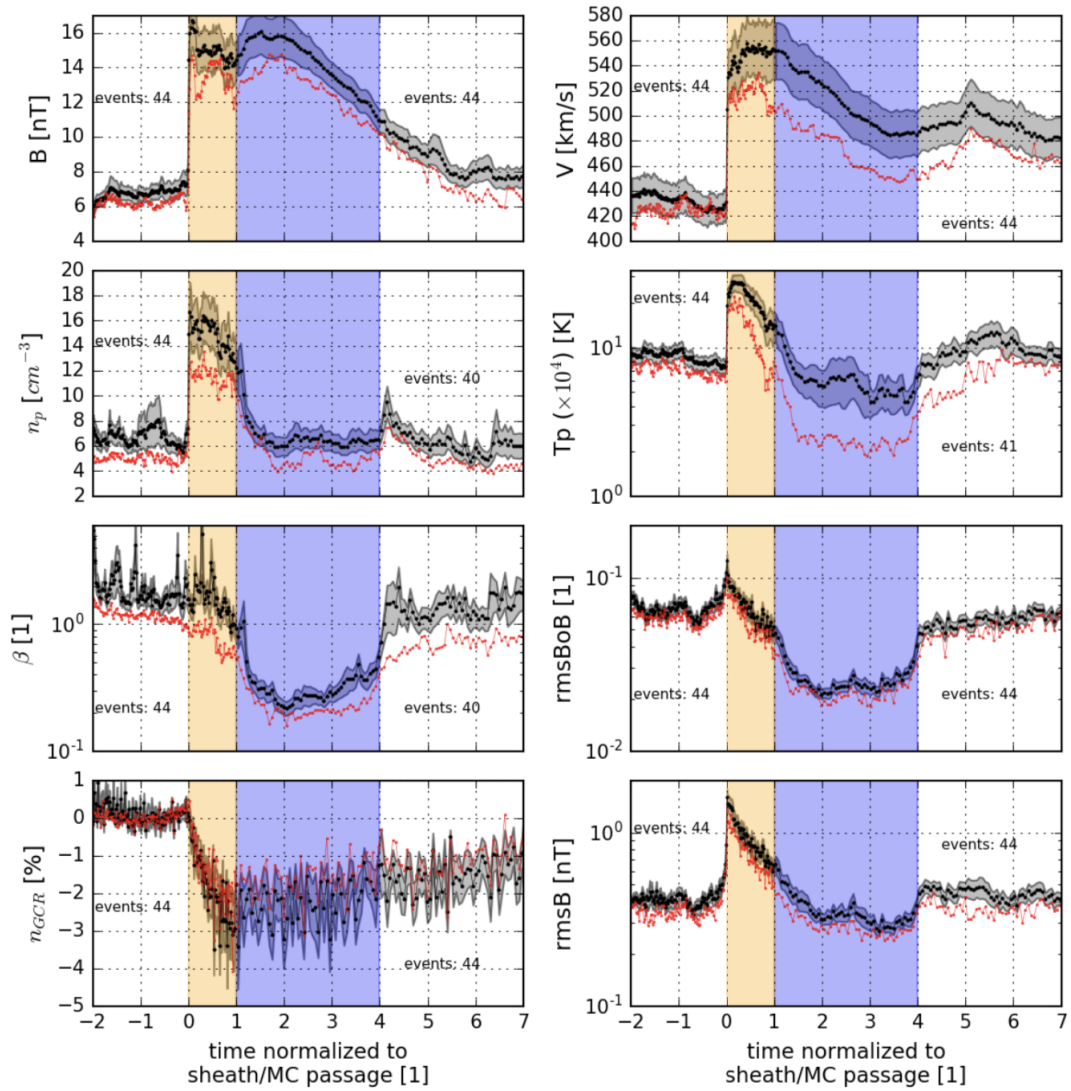 16
14
12
10
8
6
4
B [nT]
events: 44
events: 44
580
560
540
520
500
480
460
440
420
400
V [km/s]
events: 44
events: 44
20
18
16
14
12
10
8
6
4
2
n_p [cm^{-3}]
events: 44
events: 40
10^1
10^0
Tp (×10^4) [K]
events: 44
events: 41
10^0
10^{-1}
β [1]
events: 44
events: 40
10^{-1}
10^{-2}
rmsBoB [1]
events: 44
events: 44
1
0
−1
−2
−3
−4
−5
n_{GCR} [%]
events: 44
events: 44
−2 −1 0 1 2 3 4 5 6 7
time normalized to
sheath/MC passage [1]
10^0
10^{-1}
rmsB [nT]
events: 44
events: 44
−2 −1 0 1 2 3 4 5 6 7
time normalized to
sheath/MC passage [1]